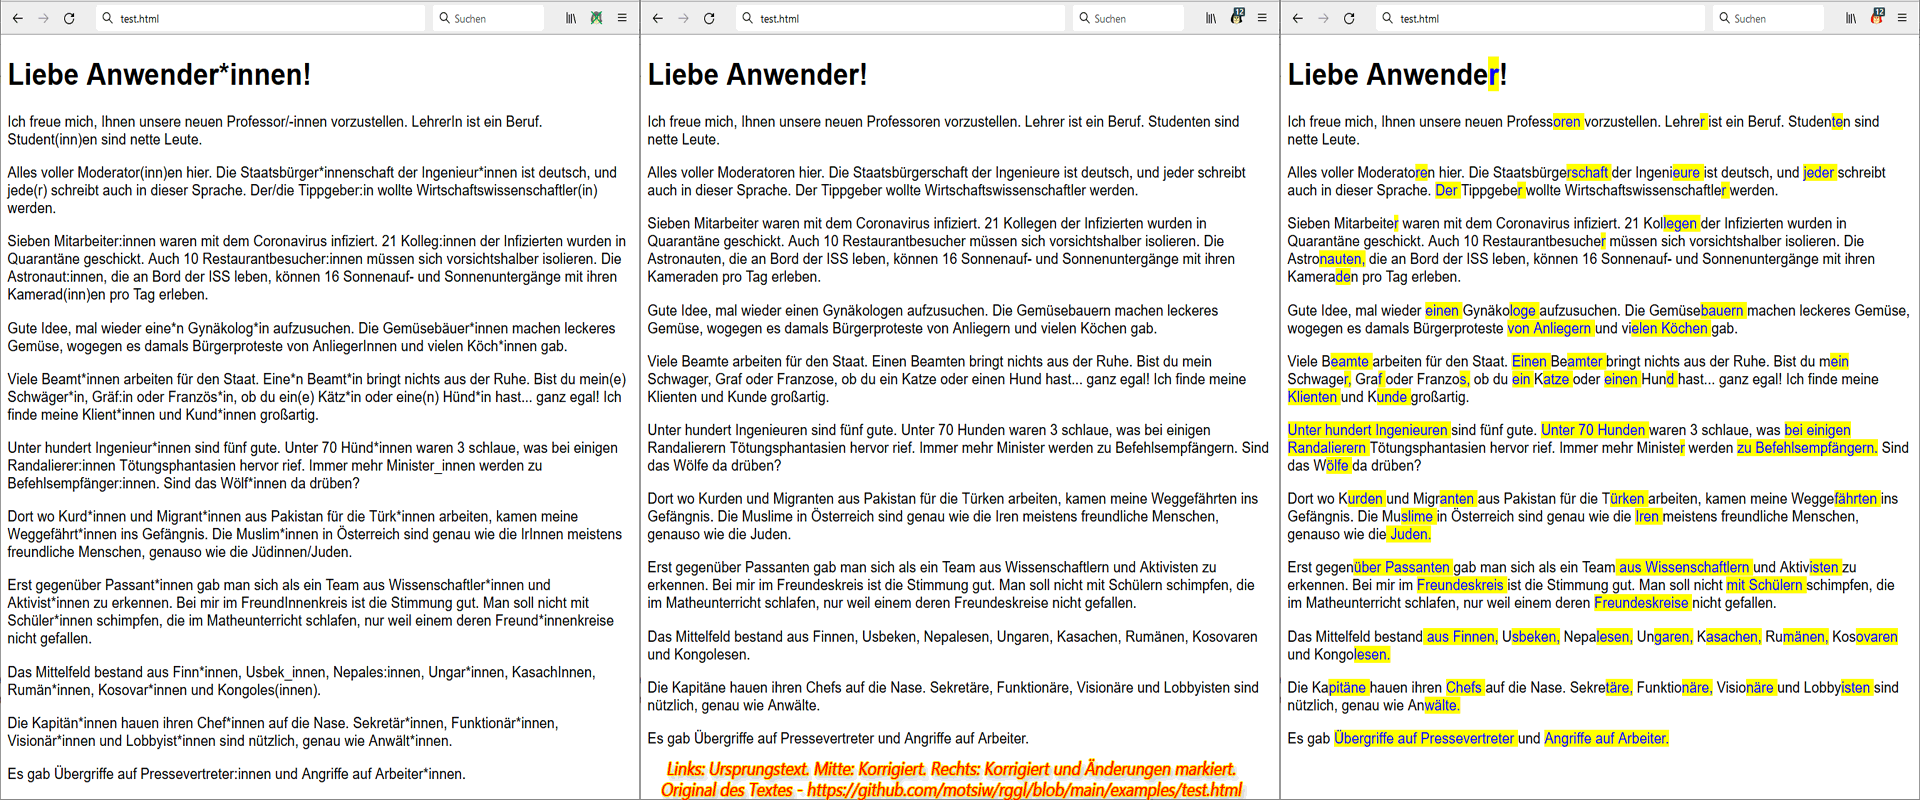 test.html
Suchen
Liebe Anwender*innen!
Ich freue mich, Ihnen unsere neuen Professor/-innen vorzustellen. LehrerIn ist ein Beruf.
Student(inn)en sind nette Leute.
Alles voller Moderator(inn)en hier. Die Staatsbürger*innenschaft der Ingenieur*innen ist deutsch, und
jede(r) schreibt auch in dieser Sprache. Der/die Tippgeber:in wollte Wirtschaftswissenschaftler(in)
werden.
Sieben Mitarbeiter:innen waren mit dem Coronavirus infiziert. 21 Kolleg:innen der Infizierten wurden in
Quarantäne geschickt. Auch 10 Restaurantbesucher:innen müssen sich vorsichtshalber isolieren. Die
Astronaut:innen, die an Bord der ISS leben, können 16 Sonnenauf- und Sonnenuntergänge mit ihren
Kamerad(inn)en pro Tag erleben.
Gute Idee, mal wieder eine*n Gynäkolog*in aufzusuchen. Die Gemüsebäuer*innen machen leckeres
Gemüse, wogegen es damals Bürgerproteste von AnliegerInnen und vielen Köch*innen gab.
Viele Beamt*innen arbeiten für den Staat. Eine*n Beamt*in bringt nichts aus der Ruhe. Bist du mein(e)
Schwäger*in, Gräf:in oder Französ*in, ob du ein(e) Kätz*in oder eine(n) Hünd*in hast... ganz egal! Ich
finde meine Klient*innen und Kund*innen großartig.
Unter hundert Ingenieur*innen sind fünf gute. Unter 70 Hünd*innen waren 3 schlaue, was bei einigen
Randalierer:innen Tötungsphantasien hervor rief. Immer mehr Minister_innen werden zu
Befehlsempfänger:innen. Sind das Wölf*innen da drüben?
Dort wo Kurd*innen und Migrant*innen aus Pakistan für die Türk*innen arbeiten, kamen meine
Weggefährt*innen ins Gefängnis. Die Muslim*innen in Österreich sind genau wie die IrInnen meistens
freundliche Menschen, genauso wie die Jüdinnen/Juden.
Erst gegenüber Passant*innen gab man sich als ein Team aus Wissenschaftler*innen und
Aktivist*innen zu erkennen. Bei mir im FreundInnenkreis ist die Stimmung gut. Man soll nicht mit
Schüler*innen schimpfen, die im Matheunterricht schlafen, nur weil einem deren Freund*innenkreise
nicht gefallen.
Das Mittelfeld bestand aus Finn*innen, Usbek_innen, Nepales:innen, Ungar*innen, KasachInnen,
Rumän*innen, Kosovar*innen und Kongoles(innen).
Die Kapitän*innen hauen ihren Chef*innen auf die Nase. Sekretär*innen, Funktionär*innen,
Visionär*innen und Lobbyist*innen sind nützlich, genau wie Anwält*innen.
Es gab Übergriffe auf Pressevertreter:innen und Angriffe auf Arbeiter*innen.
test.html
Suchen
12
Liebe Anwender!
Ich freue mich, Ihnen unsere neuen Professoren vorzustellen. Lehrer ist ein Beruf. Studenten sind
nette Leute.
Alles voller Moderatoren hier. Die Staatsbürgerschaft der Ingenieure ist deutsch, und jeder schreibt
auch in dieser Sprache. Der Tippgeber wollte Wirtschaftswissenschaftler werden.
Sieben Mitarbeiter waren mit dem Coronavirus infiziert. 21 Kollegen der Infizierten wurden in
Quarantäne geschickt. Auch 10 Restaurantbesucher müssen sich vorsichtshalber isolieren. Die
Astronauten, die an Bord der ISS leben, können 16 Sonnenauf- und Sonnenuntergänge mit ihren
Kameraden pro Tag erleben.
Gute Idee, mal wieder einen Gynäkologen aufzusuchen. Die Gemüsebauern machen leckeres
Gemüse, wogegen es damals Bürgerproteste von Anliegern und vielen Köchen gab.
Viele Beamte arbeiten für den Staat. Einen Beamten bringt nichts aus der Ruhe. Bist du mein
Schwager, Graf oder Franzose, ob du ein Katze oder einen Hund hast... ganz egal! Ich finde meine
Klienten und Kunde großartig.
Unter hundert Ingenieuren sind fünf gute. Unter 70 Hunden waren 3 schlaue, was bei einigen
Randalierern Tötungsphantasien hervor rief. Immer mehr Minister werden zu Befehlsempfängern. Sind
das Wölfe da drüben?
Dort wo Kurden und Migranten aus Pakistan für die Türken arbeiten, kamen meine Weggefährten ins
Gefängnis. Die Muslime in Österreich sind genau wie die Iren meistens freundliche Menschen,
genauso wie die Juden.
Erst gegenüber Passanten gab man sich als ein Team aus Wissenschaftlern und Aktivisten zu
erkennen. Bei mir im Freundeskreis ist die Stimmung gut. Man soll nicht mit Schülern schimpfen, die
im Matheunterricht schlafen, nur weil einem deren Freundeskreise nicht gefallen.
Das Mittelfeld bestand aus Finnen, Usbeken, Nepalesen, Ungaren, Kasachen, Rumänen, Kosovaren
und Kongolesen.
Die Kapitäne hauen ihren Chefs auf die Nase. Sekretäre, Funktionäre, Visionäre und Lobbyisten sind
nützlich, genau wie Anwälte.
Es gab Übergriffe auf Pressevertreter und Angriffe auf Arbeiter.
Links: Ursprungstext. Mitte: Korrigiert. Rechts: Korrigiert und Änderungen markiert.
Original des Textes - https://github.com/motsiw/rggl/blob/main/examples/test.html
test.html
Suchen
12
Liebe Anwender!
Ich freue mich, Ihnen unsere neuen Professoren vorzustellen. Lehrer ist ein Beruf. Studenten sind
nette Leute.
Alles voller Moderatoren hier. Die Staatsbürgerschaft der Ingenieure ist deutsch, und jeder schreibt
auch in dieser Sprache. Der Tippgeber wollte Wirtschaftswissenschaftler werden.
Sieben Mitarbeiter waren mit dem Coronavirus infiziert. 21 Kollegen der Infizierten wurden in
Quarantäne geschickt. Auch 10 Restaurantbesucher müssen sich vorsichtshalber isolieren. Die
Astronauten, die an Bord der ISS leben, können 16 Sonnenauf- und Sonnenuntergänge mit ihren
Kameraden pro Tag erleben.
Gute Idee, mal wieder einen Gynäkologe aufzusuchen. Die Gemüsebauern machen leckeres Gemüse,
wogegen es damals Bürgerproteste von Anliegern und vielen Köchen gab.
Viele Beamte arbeiten für den Staat. Einen Beamter bringt nichts aus der Ruhe. Bist du mein
Schwager, Graf oder Franzos, ob du ein Katze oder einen Hund hast... ganz egal! Ich finde meine
Klienten und Kunde großartig.
Unter hundert Ingenieuren sind fünf gute. Unter 70 Hunden waren 3 schlaue, was bei einigen
Randalierern Tötungsphantasien hervor rief. Immer mehr Minister werden zu Befehlsempfängern. Sind
das Wölfe da drüben?
Dort wo Kurden und Migranten aus Pakistan für die Türken arbeiten, kamen meine Weggefährten ins
Gefängnis. Die Muslime in Österreich sind genau wie die Iren meistens freundliche Menschen,
genauso wie die Juden.
Erst gegenüber Passanten gab man sich als ein Team aus Wissenschaftlern und Aktivisten zu
erkennen. Bei mir im Freundeskreis ist die Stimmung gut. Man soll nicht mit Schülern schimpfen, die
im Matheunterricht schlafen, nur weil einem deren Freundeskreise nicht gefallen.
Das Mittelfeld bestand aus Finnen, Usbeken, Nepalesen, Ungaren, Kasachen, Rumänen, Kosovaren
und Kongolesen.
Die Kapitäne hauen ihren Chefs auf die Nase. Sekretäre, Funktionäre, Visionäre und Lobbyisten sind
nützlich, genau wie Anwälte.
Es gab Übergriffe auf Pressevertreter und Angriffe auf Arbeiter.